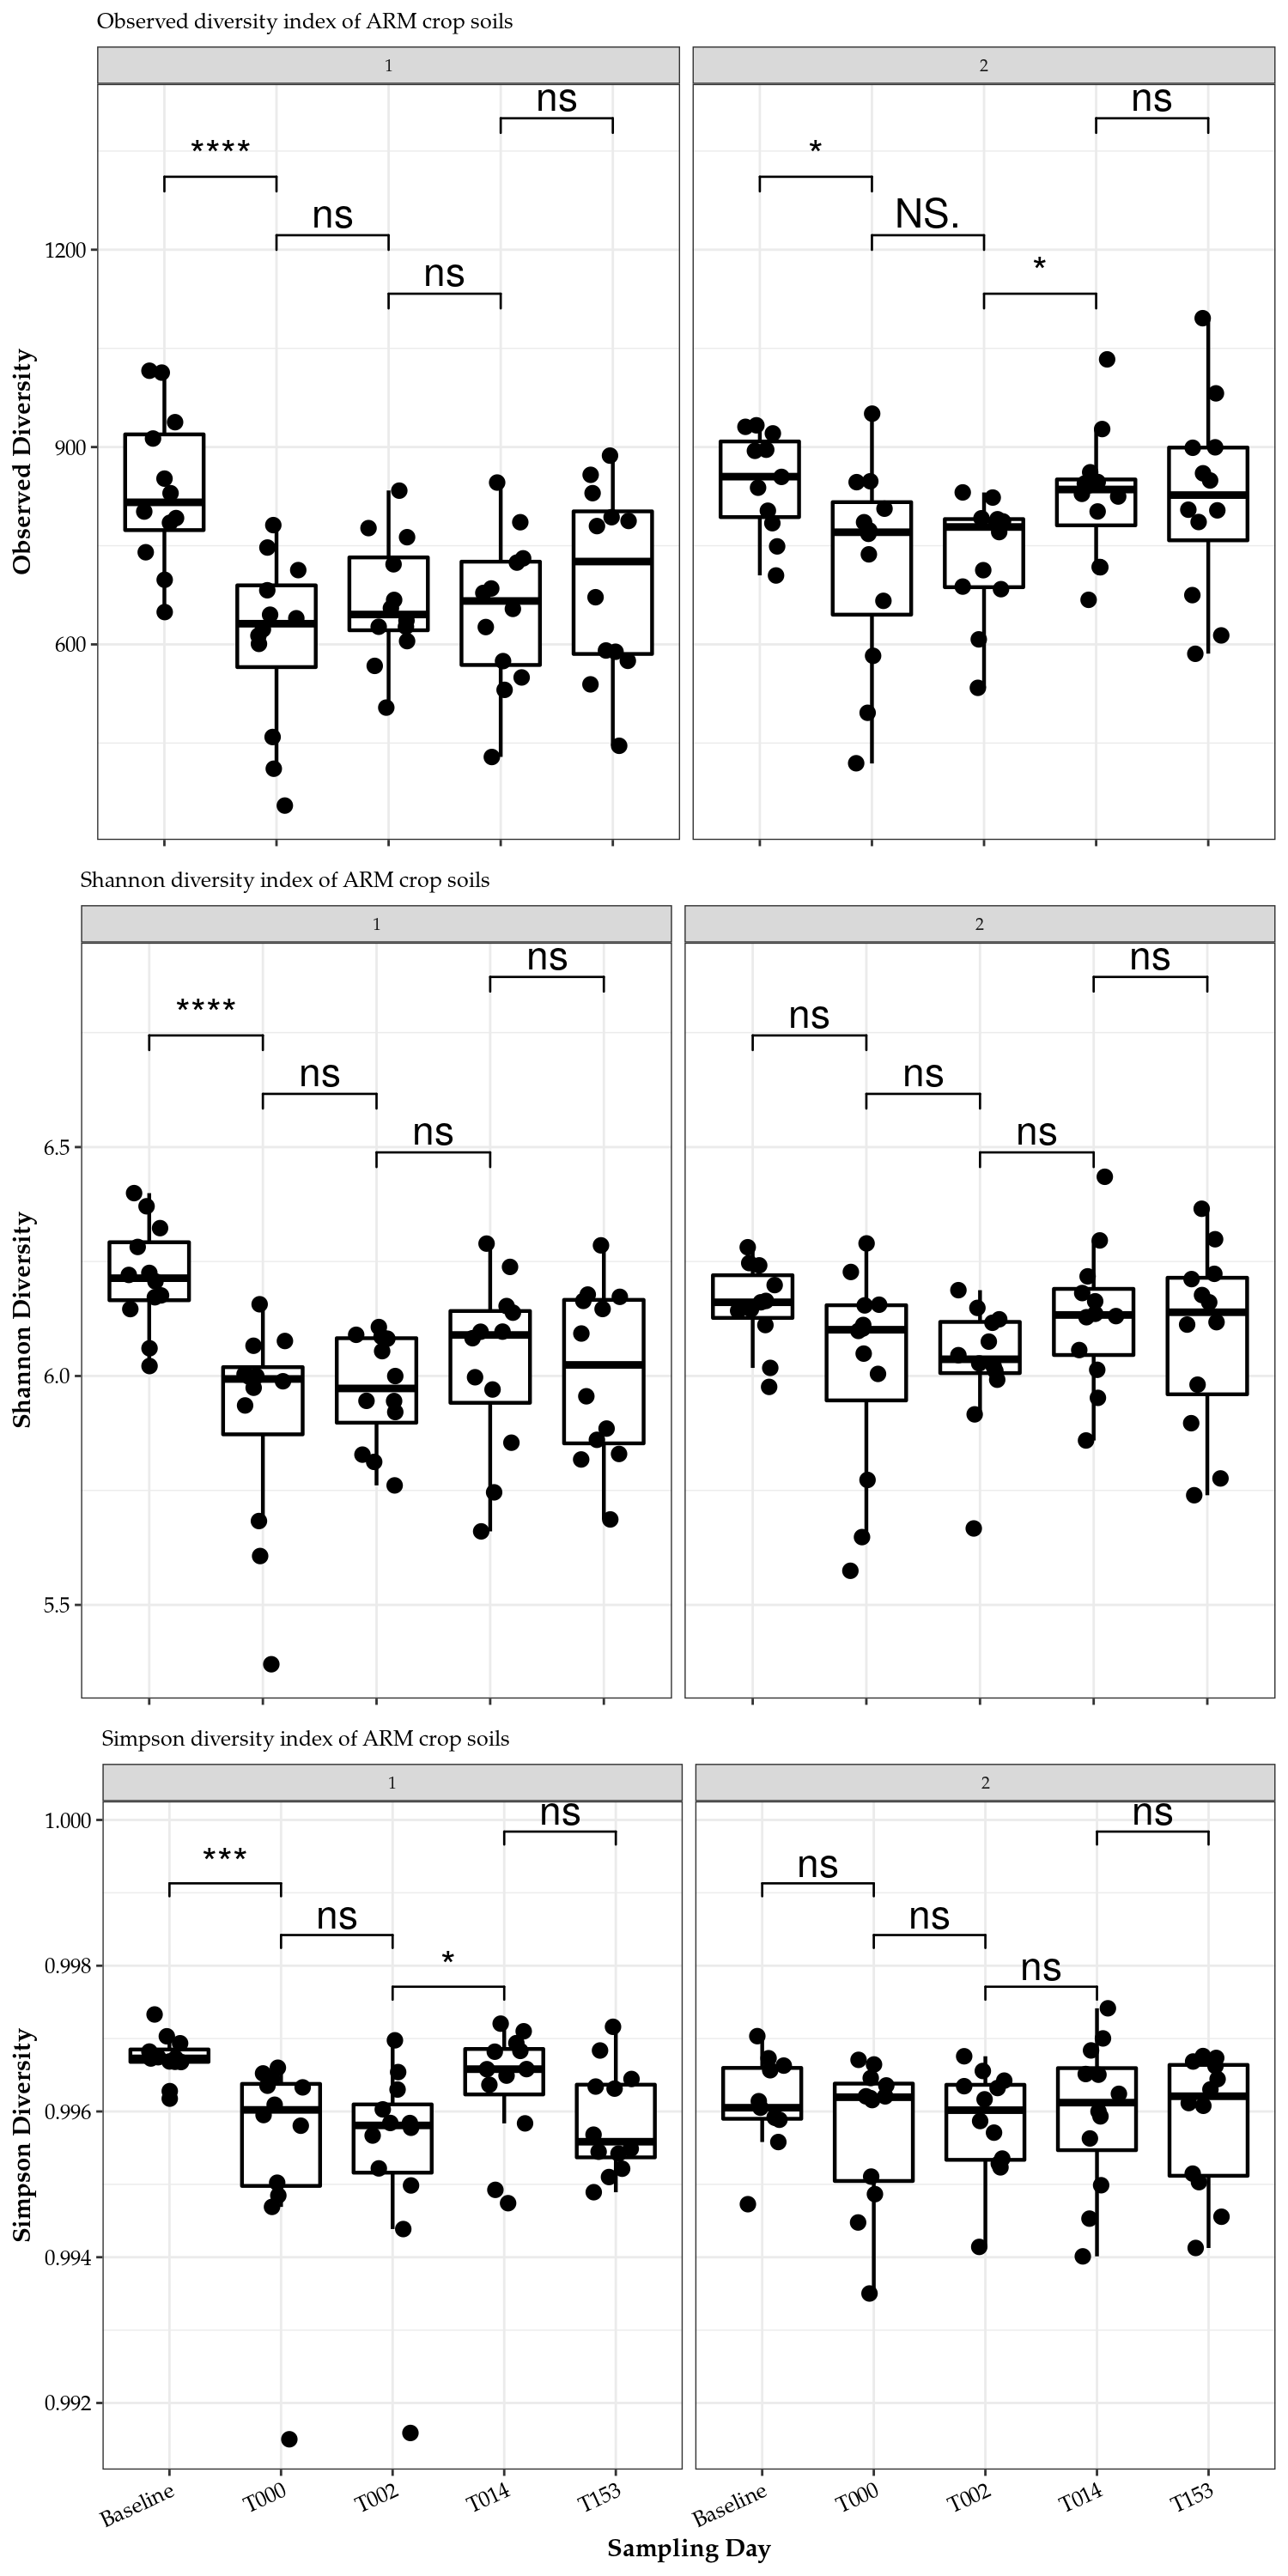 Observed diversity index of ARM crop soils
1
2
ns
ns
****
*
ns
NS.
1200
ns
*
900
600
Observed Diversity
Shannon diversity index of ARM crop soils
1
2
ns
ns
****
ns
ns
ns
6.5
ns
ns
6.0
5.5
Shannon Diversity
Simpson diversity index of ARM crop soils
1
2
1.000
ns
ns
***
ns
ns
ns
0.998
*
ns
0.996
0.994
0.992
Simpson Diversity
Baseline T000 T002 T014 T153
Baseline T000 T002 T014 T153
Sampling Day